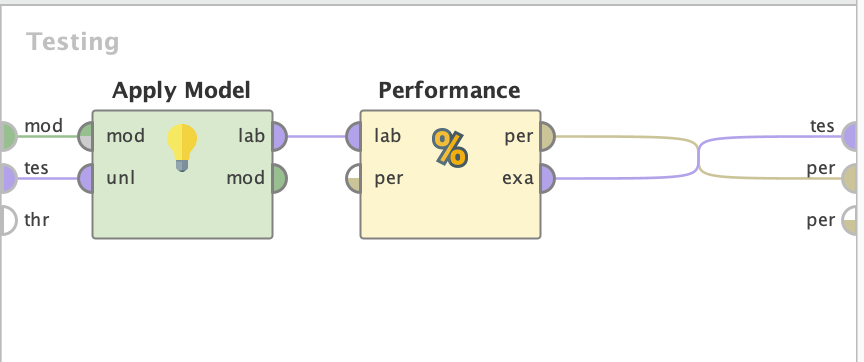 Testing
Apply Model Performance
mod mod lab lab per tes
tes unl mod per exa per
thr per